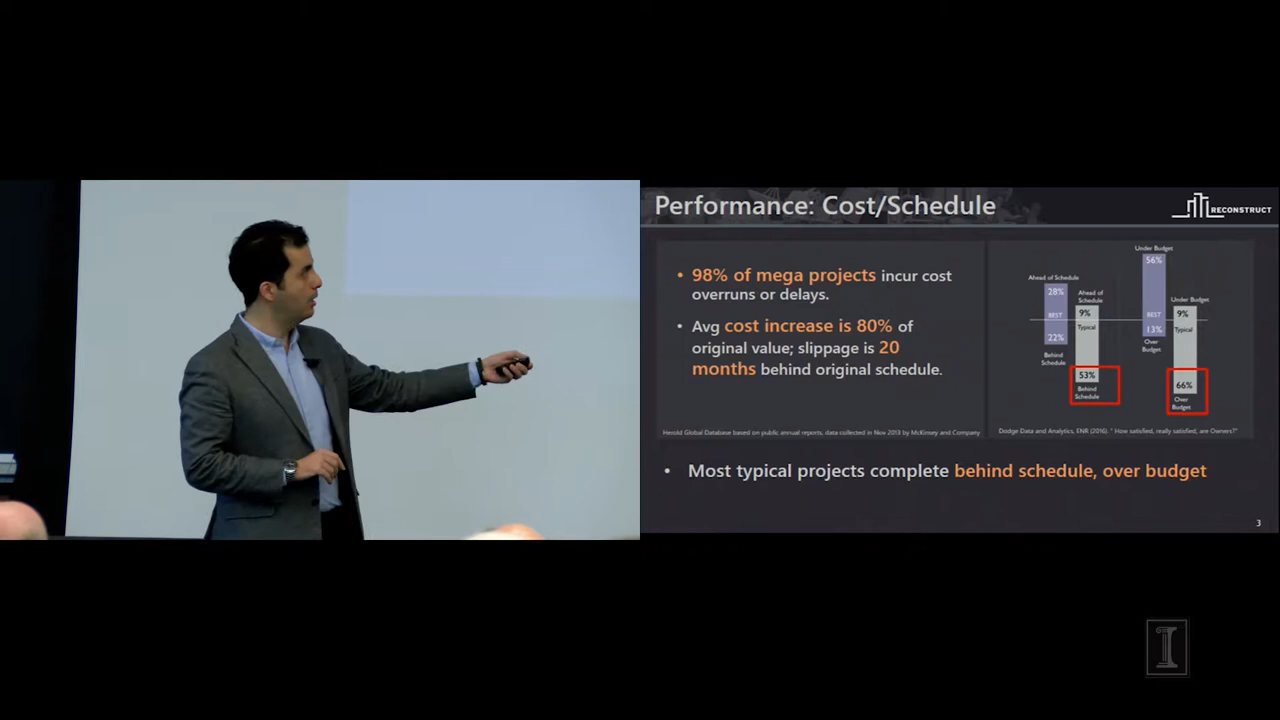 Performance: Cost/Schedule
RECONSTRUCT
• 98% of mega projects incur cost
overruns or delays.
• Avg cost increase is 80% of
original value; slippage is 20
months behind original schedule.
Herold Global Database based on public annual reports, data collected in Nov 2013 by McKinsey and Company
Ahead of Schedule
28%
BEST
22%
Behind
Schedule
Ahead of
Schedule
9%
Typical
53%
Behind
Schedule
Under Budget
56%
BEST
13%
Over
Budget
Under Budget
9%
Typical
66%
Over
Budget
Dodge Data and Analytics, ENR (2016). " How satisfied, really satisfied, are Owners?"
• Most typical projects complete behind schedule, over budget
3
I